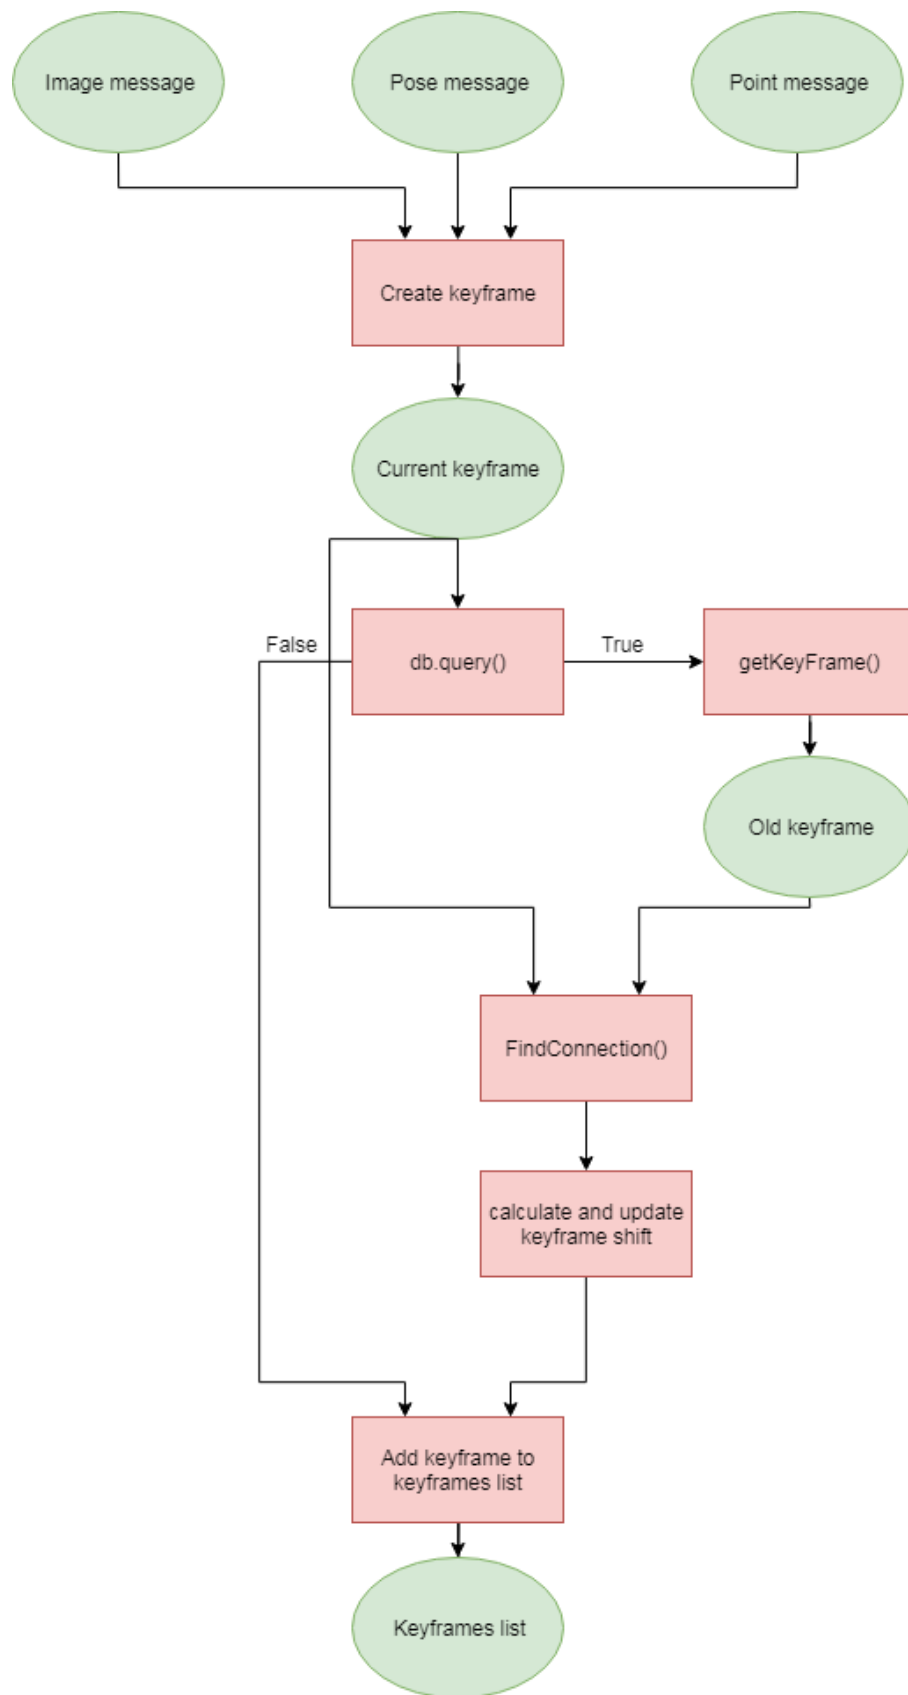 Image message
Pose message
Point message
Create keyframe
Current keyframe
False
db.query()
True
getKeyFrame()
Old keyframe
FindConnection()
calculate and update
keyframe shift
Add keyframe to
keyframes list
Keyframes list